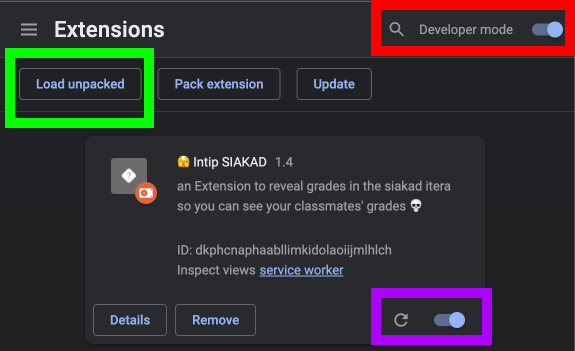 Extensions
Developer mode
Load unpacked
Pack extension
Update
🫣 Intip SIAKAD 1.4
an Extension to reveal grades in the siakad itera
so you can see your classmates' grades 💀
ID: dkphcnaphaabllimkidolaoiijmlhlch
Inspect views service worker
Details
Remove